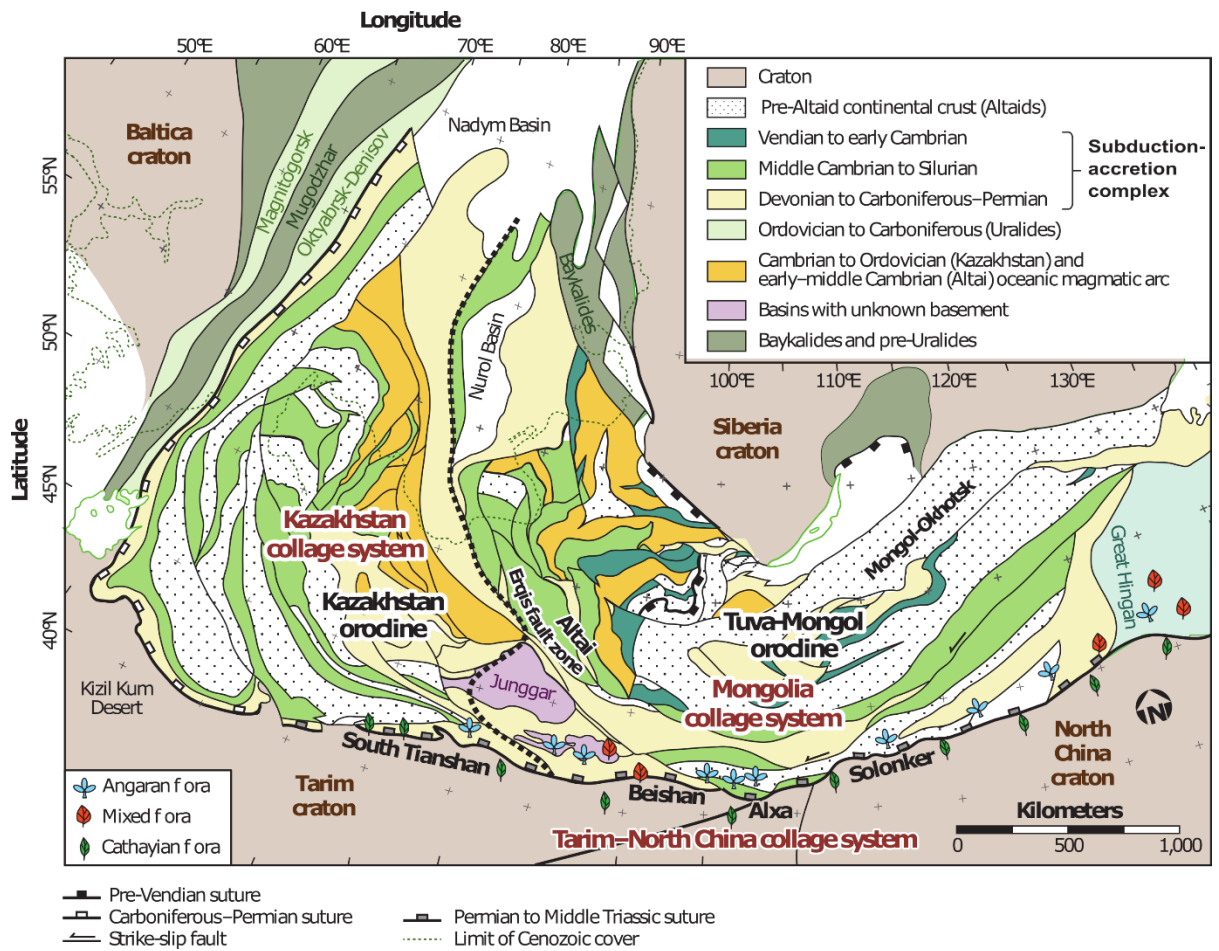 Longitude
50°E
60°E
70°E
80°E
90°E
Craton
Pre-Altaid continental crust (Altaids)
Vendian to early Cambrian
Middle Cambrian to Silurian
Devonian to Carboniferous–Permian
Subduction-
accretion
complex
Ordovician to Carboniferous (Uralides)
Cambrian to Ordovician (Kazakhstan) and
early–middle Cambrian (Altai) oceanic magmatic arc
Basins with unknown basement
Baykalides and pre-Uralides
Baltica
craton
Nadym Basin
Magnitogorsk
Mugodzhar
Oktyabrsk-Denisov
Baykalides
Nurol Basin
55°N
50°N
45°N
40°N
Latitude
100°E
110°E
120°E
130°E
Siberia
craton
Kazakhstan
collage system
Kazakhstan
orocline
Erqis fault zone
Altai
Mongol-Okhotsk
Great Hingan
Tuva-Mongol
orocline
Mongolia
collage system
Junggar
Kizil Kum
Desert
South Tianshan
Beishan
Alxa
Solonker
Tarim
craton
North
China
craton
N
Tarim–North China collage system
Kilometers
0
500
1,000
Angaran f ora
Mixed f ora
Cathayian f ora
Pre-Vendian suture
Carboniferous–Permian suture
Strike-slip fault
Permian to Middle Triassic suture
Limit of Cenozoic cover